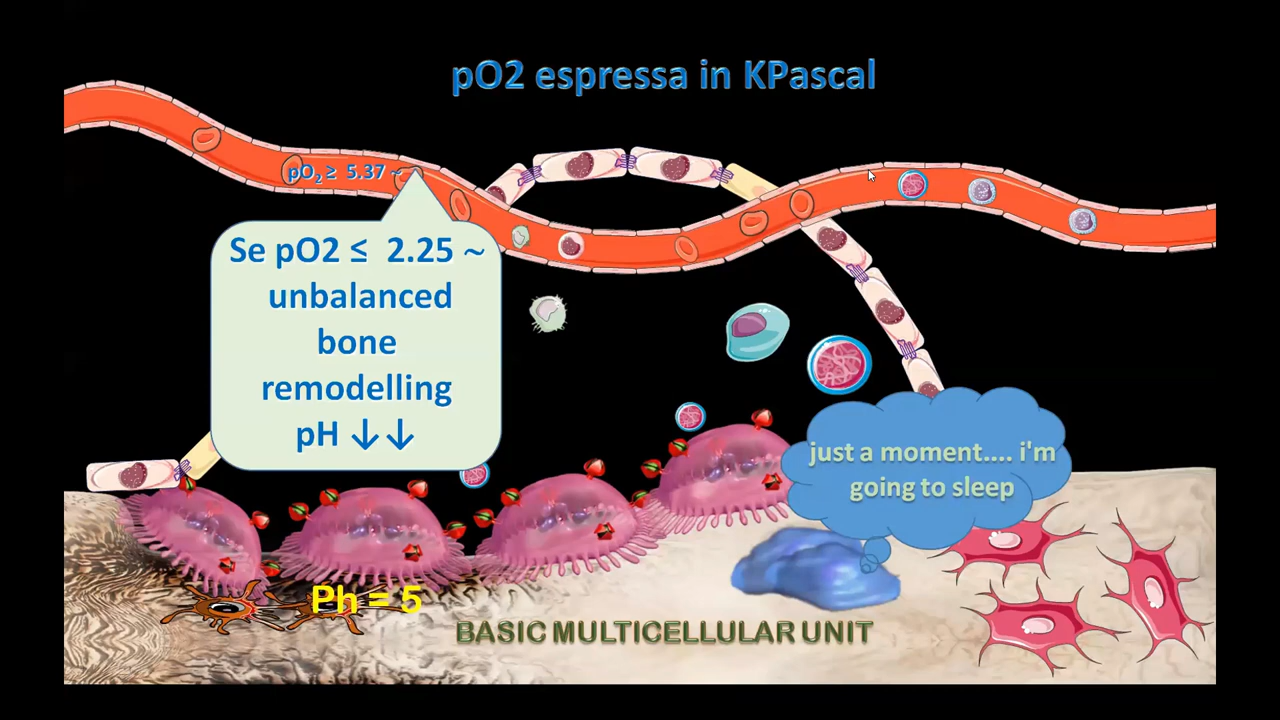 pO2 espressa in KPascal
pO₂ ≥ 5.37 ~
Se pO2 ≤ 2.25 ~
unbalanced
bone
remodelling
pH ↓↓
just a moment.... i'm
going to sleep
Ph = 5
BASIC MULTICELLULAR UNIT